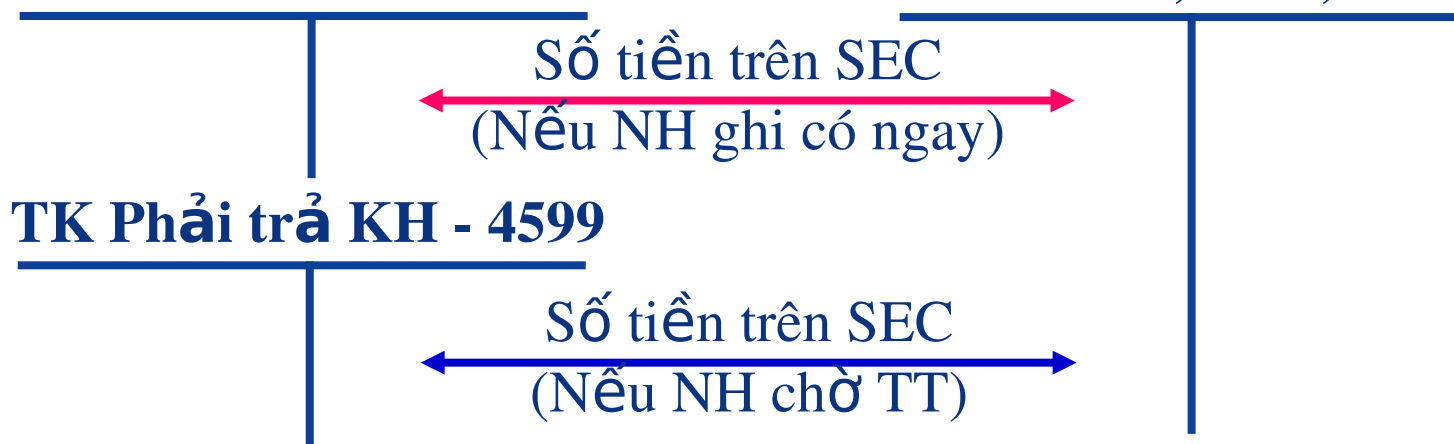 Số tiền trên SEC
(Nếu NH ghi có ngay)
TK Phải trả KH - 4599
Số tiền trên SEC
(Nếu NH chờ TT)